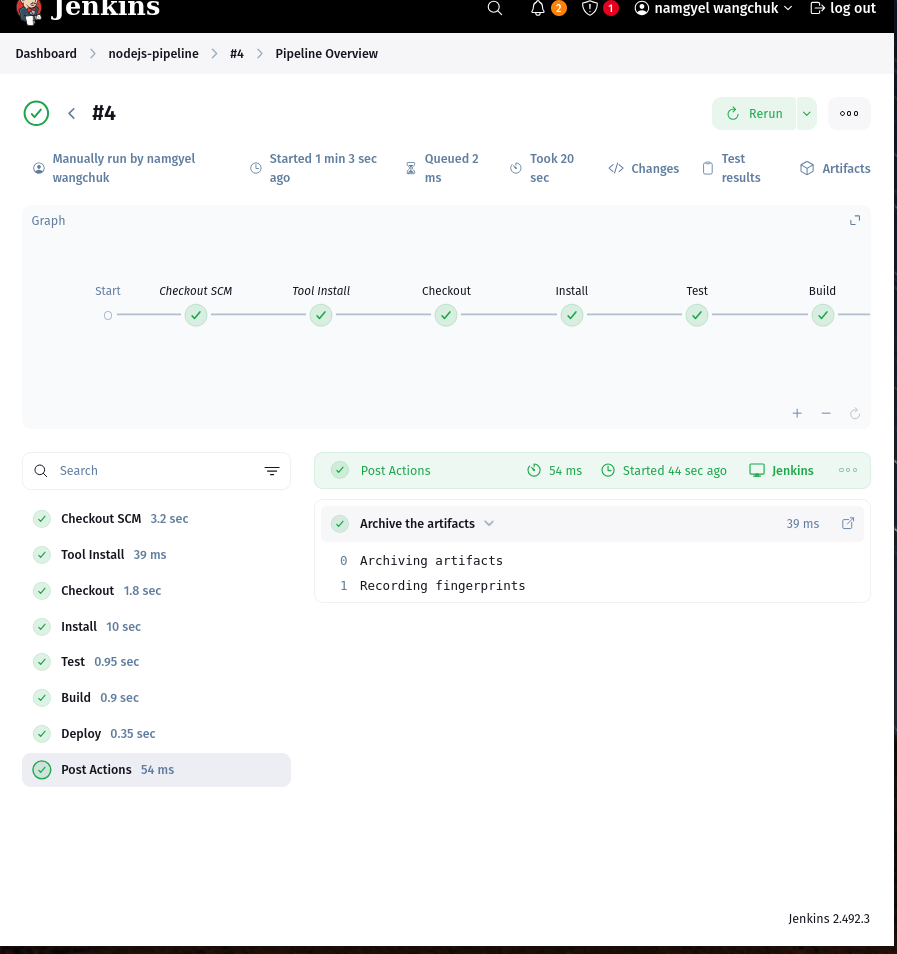 Jenkins
2 1 namgyel wangchuk log out
Dashboard nodejs-pipeline #4 Pipeline Overview
#4 Rerun
Manually run by namgyel wangchuk
Started 1 min 3 sec ago
Queued 2 ms
Took 20 sec
Changes
Test results
Artifacts
Graph
Start Checkout SCM Tool Install Checkout Install Test Build
Search
Checkout SCM 3.2 sec
Tool Install 39 ms
Checkout 1.8 sec
Install 10 sec
Test 0.95 sec
Build 0.9 sec
Deploy 0.35 sec
Post Actions 54 ms
Post Actions 54 ms Started 44 sec ago Jenkins
Archive the artifacts 39 ms
0 Archiving artifacts
1 Recording fingerprints
Jenkins 2.492.3